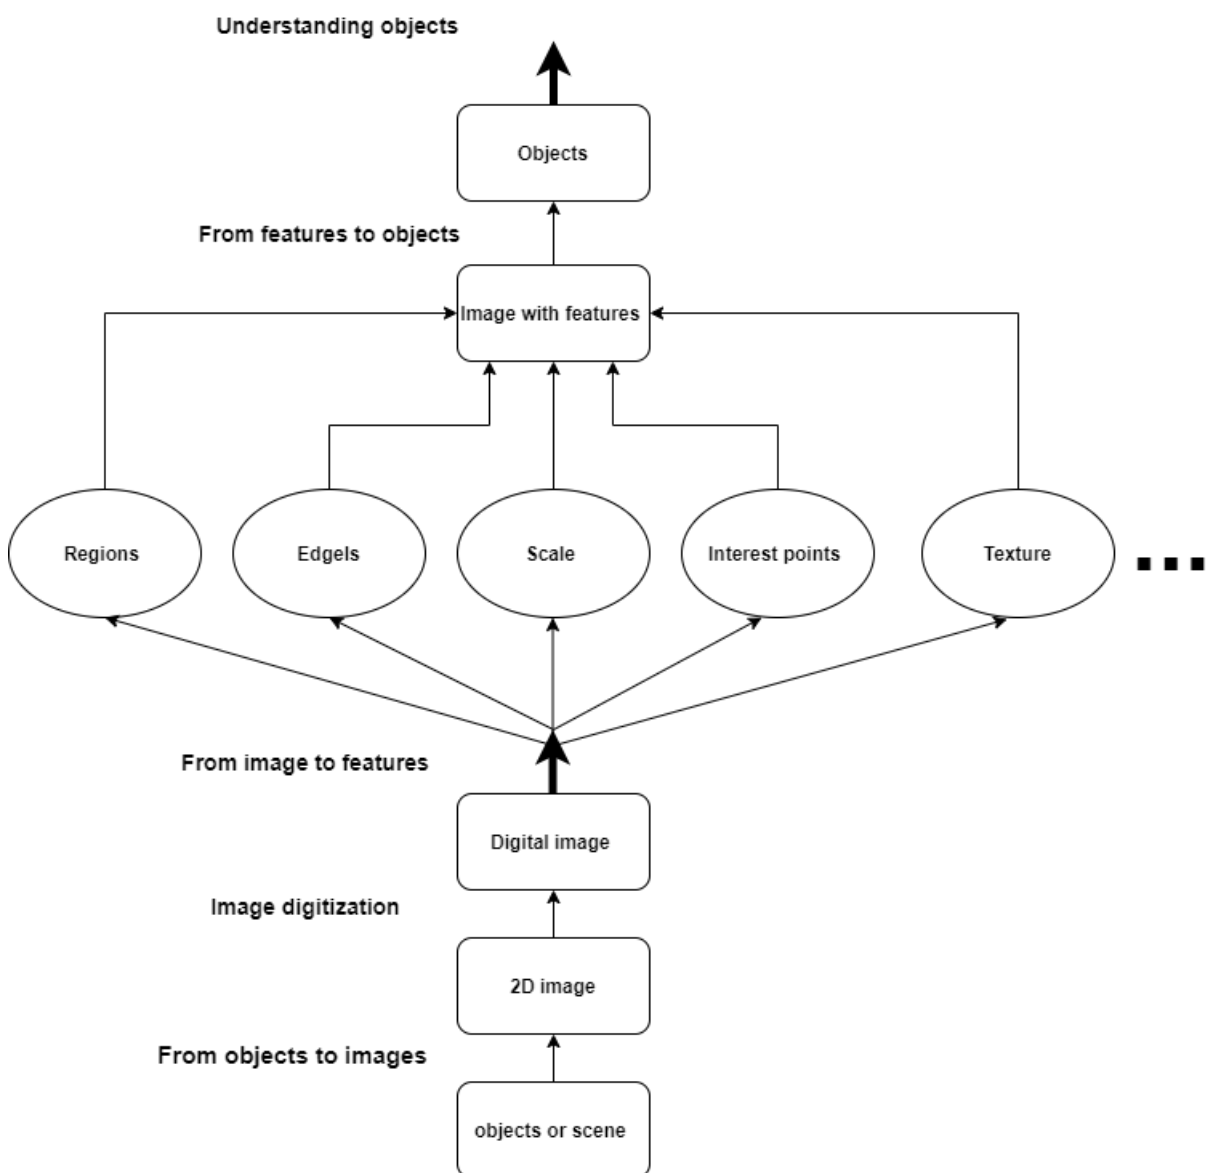 Understanding objects
Objects
From features to objects
Image with features
Regions
Edgels
Scale
Interest points
Texture
From image to features
Digital image
Image digitization
2D image
From objects to images
objects or scene